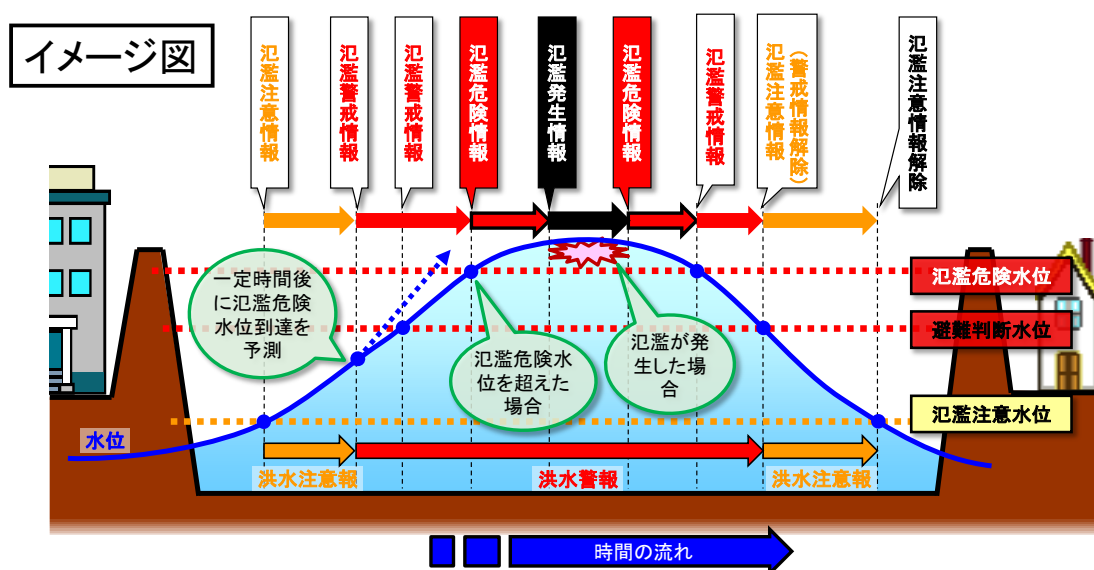 イメージ図
氾濫注意情報
氾濫警戒情報
氾濫警戒情報
氾濫危険情報
氾濫発生情報
氾濫危険情報
氾濫警戒情報
氾濫注意情報
（警戒情報解除）
氾濫注意情報解除
一定時間後
に氾濫危険
水位到達を
予測
氾濫危険水
位を超えた
場合
氾濫が発
生した場
合
氾濫危険水位
避難判断水位
氾濫注意水位
水位
洪水注意報
洪水警報
洪水注意報
時間の流れ